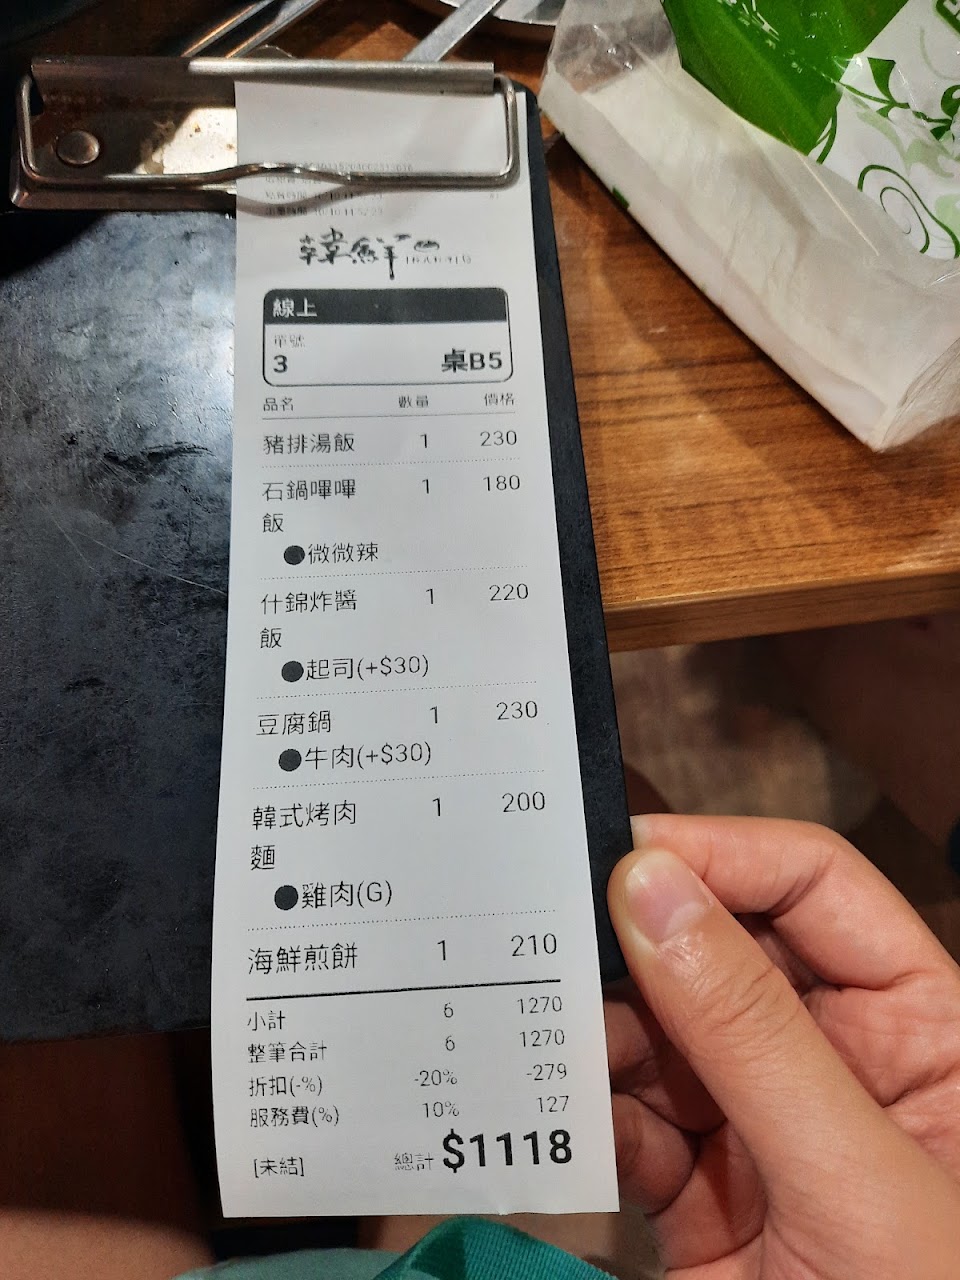 韓鮮
線上
單號
3 桌B5
品名 數量 價格
豬排湯飯 1 230
石鍋嗶嗶 1 180
飯
●微微辣
什錦炸醬 1 220
飯
●起司(+$30)
豆腐鍋 1 230
●牛肉(+$30)
韓式烤肉 1 200
麵
●雞肉(G)
海鮮煎餅 1 210
小計 6 1270
整筆合計 6 1270
折扣(-%) -20% -279
服務費(%) 10% 127
[未結] 總計 $1118